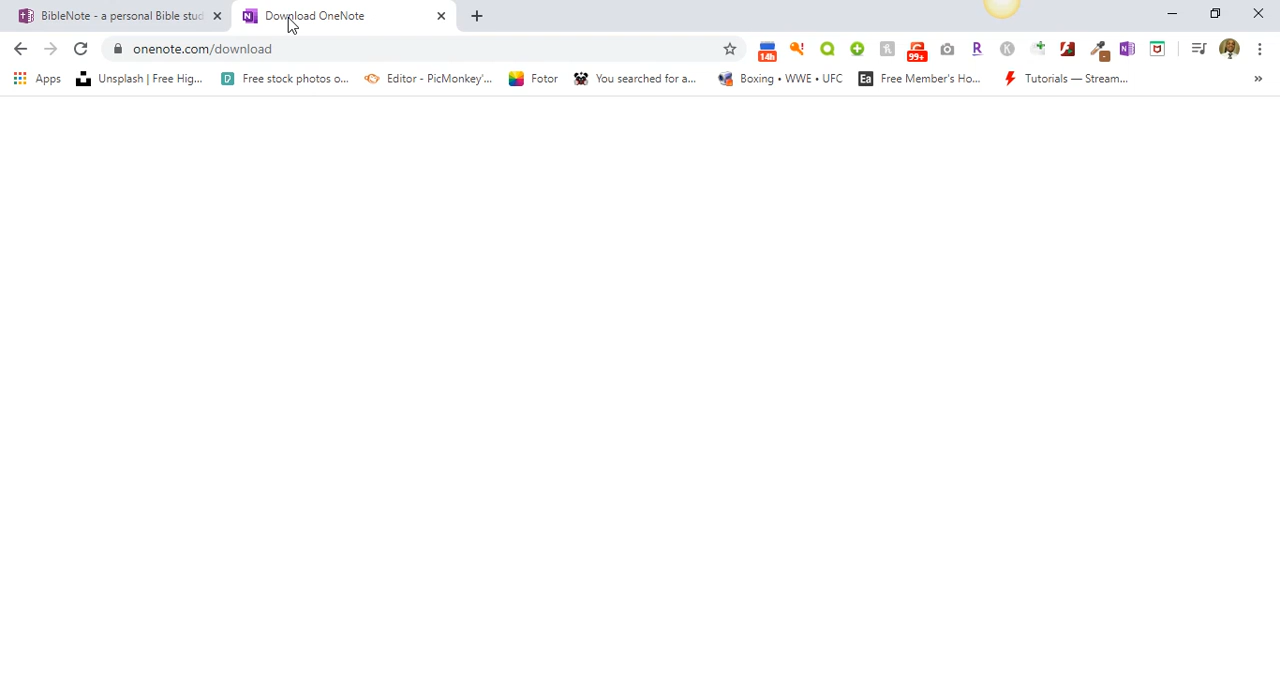 BibleNote - a personal Bible stud
Download OneNote
onenote.com/download
14h
99+
R
K
N
Apps
Unsplash | Free Hig...
Free stock photos o...
Editor - PicMonkey'...
Fotor
You searched for a...
Boxing • WWE • UFC
Ea
Free Member's Ho...
Tutorials — Stream...
»